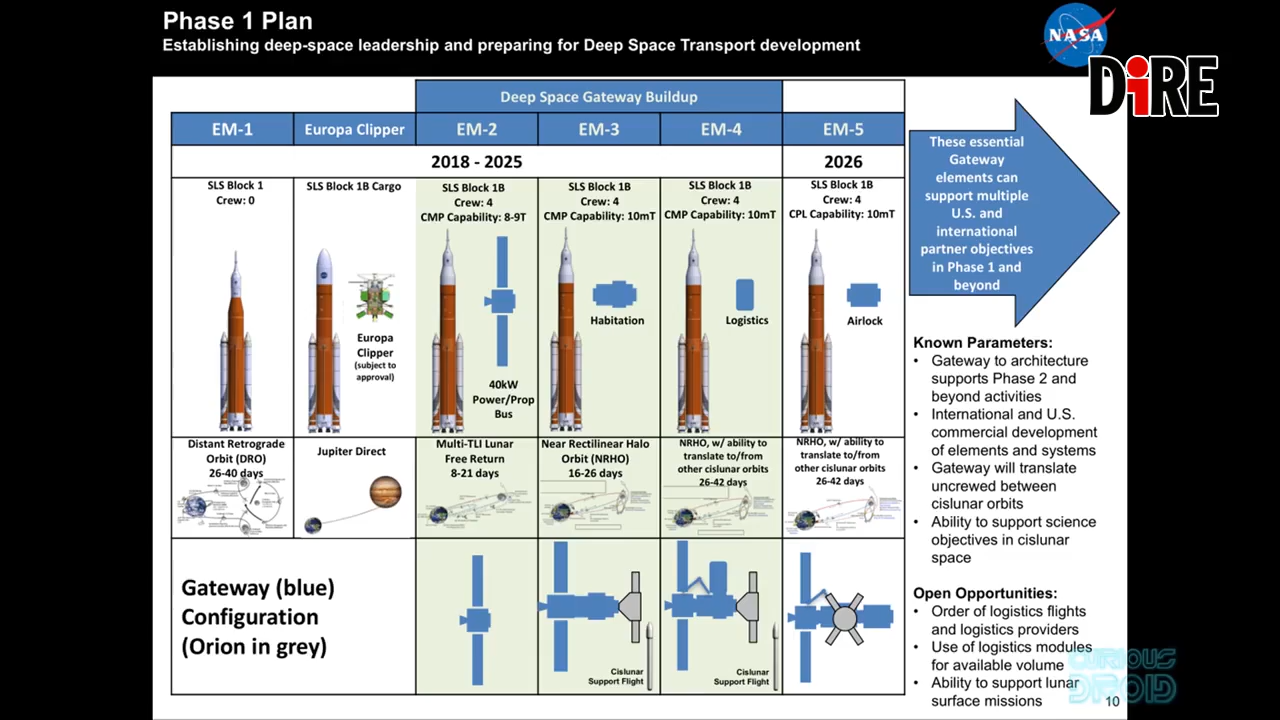 Phase 1 Plan
Establishing deep-space leadership and preparing for Deep Space Transport development
NASA
DiRE
Deep Space Gateway Buildup
EM-1
Europa Clipper
EM-2
EM-3
EM-4
EM-5
2018 - 2025
2026
SLS Block 1
Crew: 0
SLS Block 1B Cargo
SLS Block 1B
Crew: 4
CMP Capability: 8-9T
SLS Block 1B
Crew: 4
CMP Capability: 10mT
SLS Block 1B
Crew: 4
CMP Capability: 10mT
SLS Block 1B
Crew: 4
CPL Capability: 10mT
Europa
Clipper
(subject to
approval)
40kW
Power/Prop
Bus
Habitation
Logistics
Airlock
Distant Retrograde
Orbit (DRO)
26-40 days
Jupiter Direct
Multi-TLI Lunar
Free Return
8-21 days
Near Rectilinear Halo
Orbit (NRHO)
16-26 days
NRHO, w/ ability to
translate to/from
other cislunar orbits
26-42 days
NRHO, w/ ability to
translate to/from
other cislunar orbits
26-42 days
Gateway (blue)
Configuration
(Orion in grey)
Cislunar
Support Flight
Cislunar
Support Flight
These essential
Gateway
elements can
support multiple
U.S. and
international
partner objectives
in Phase 1 and
beyond
Known Parameters:
• Gateway to architecture
supports Phase 2 and
beyond activities
• International and U.S.
commercial development
of elements and systems
• Gateway will translate
uncrewed between
cislunar orbits
• Ability to support science
objectives in cislunar
space
Open Opportunities:
• Order of logistics flights
and logistics providers
• Use of logistics modules
for available volume
• Ability to support lunar
surface missions
CURIOUS
DROID
10